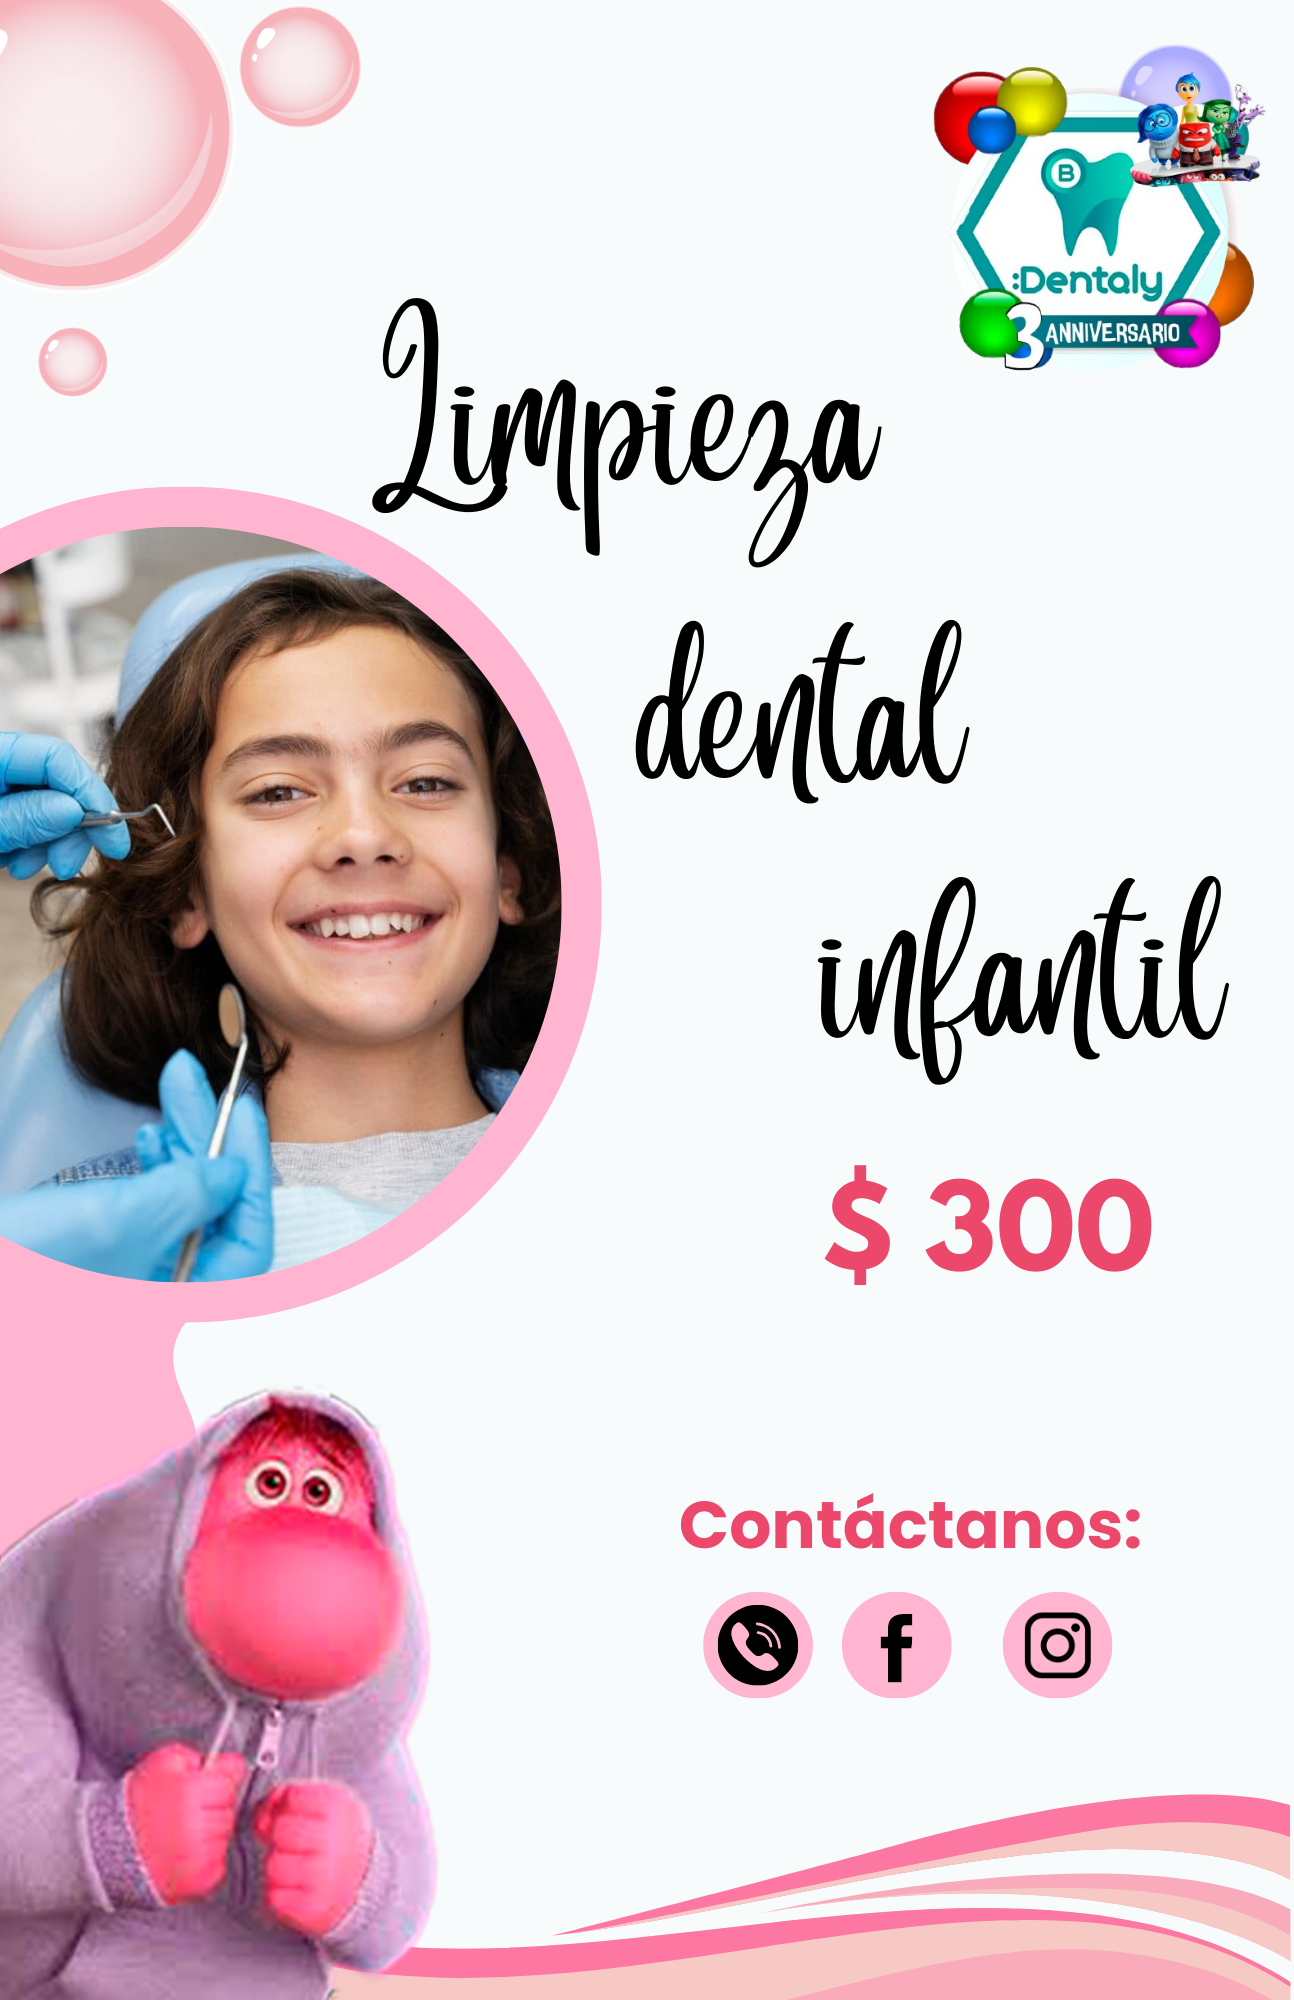 B
:Dentaly
3 ANNIVERSARIO
Limpieza
dental
infantil
$ 300
Contáctanos: